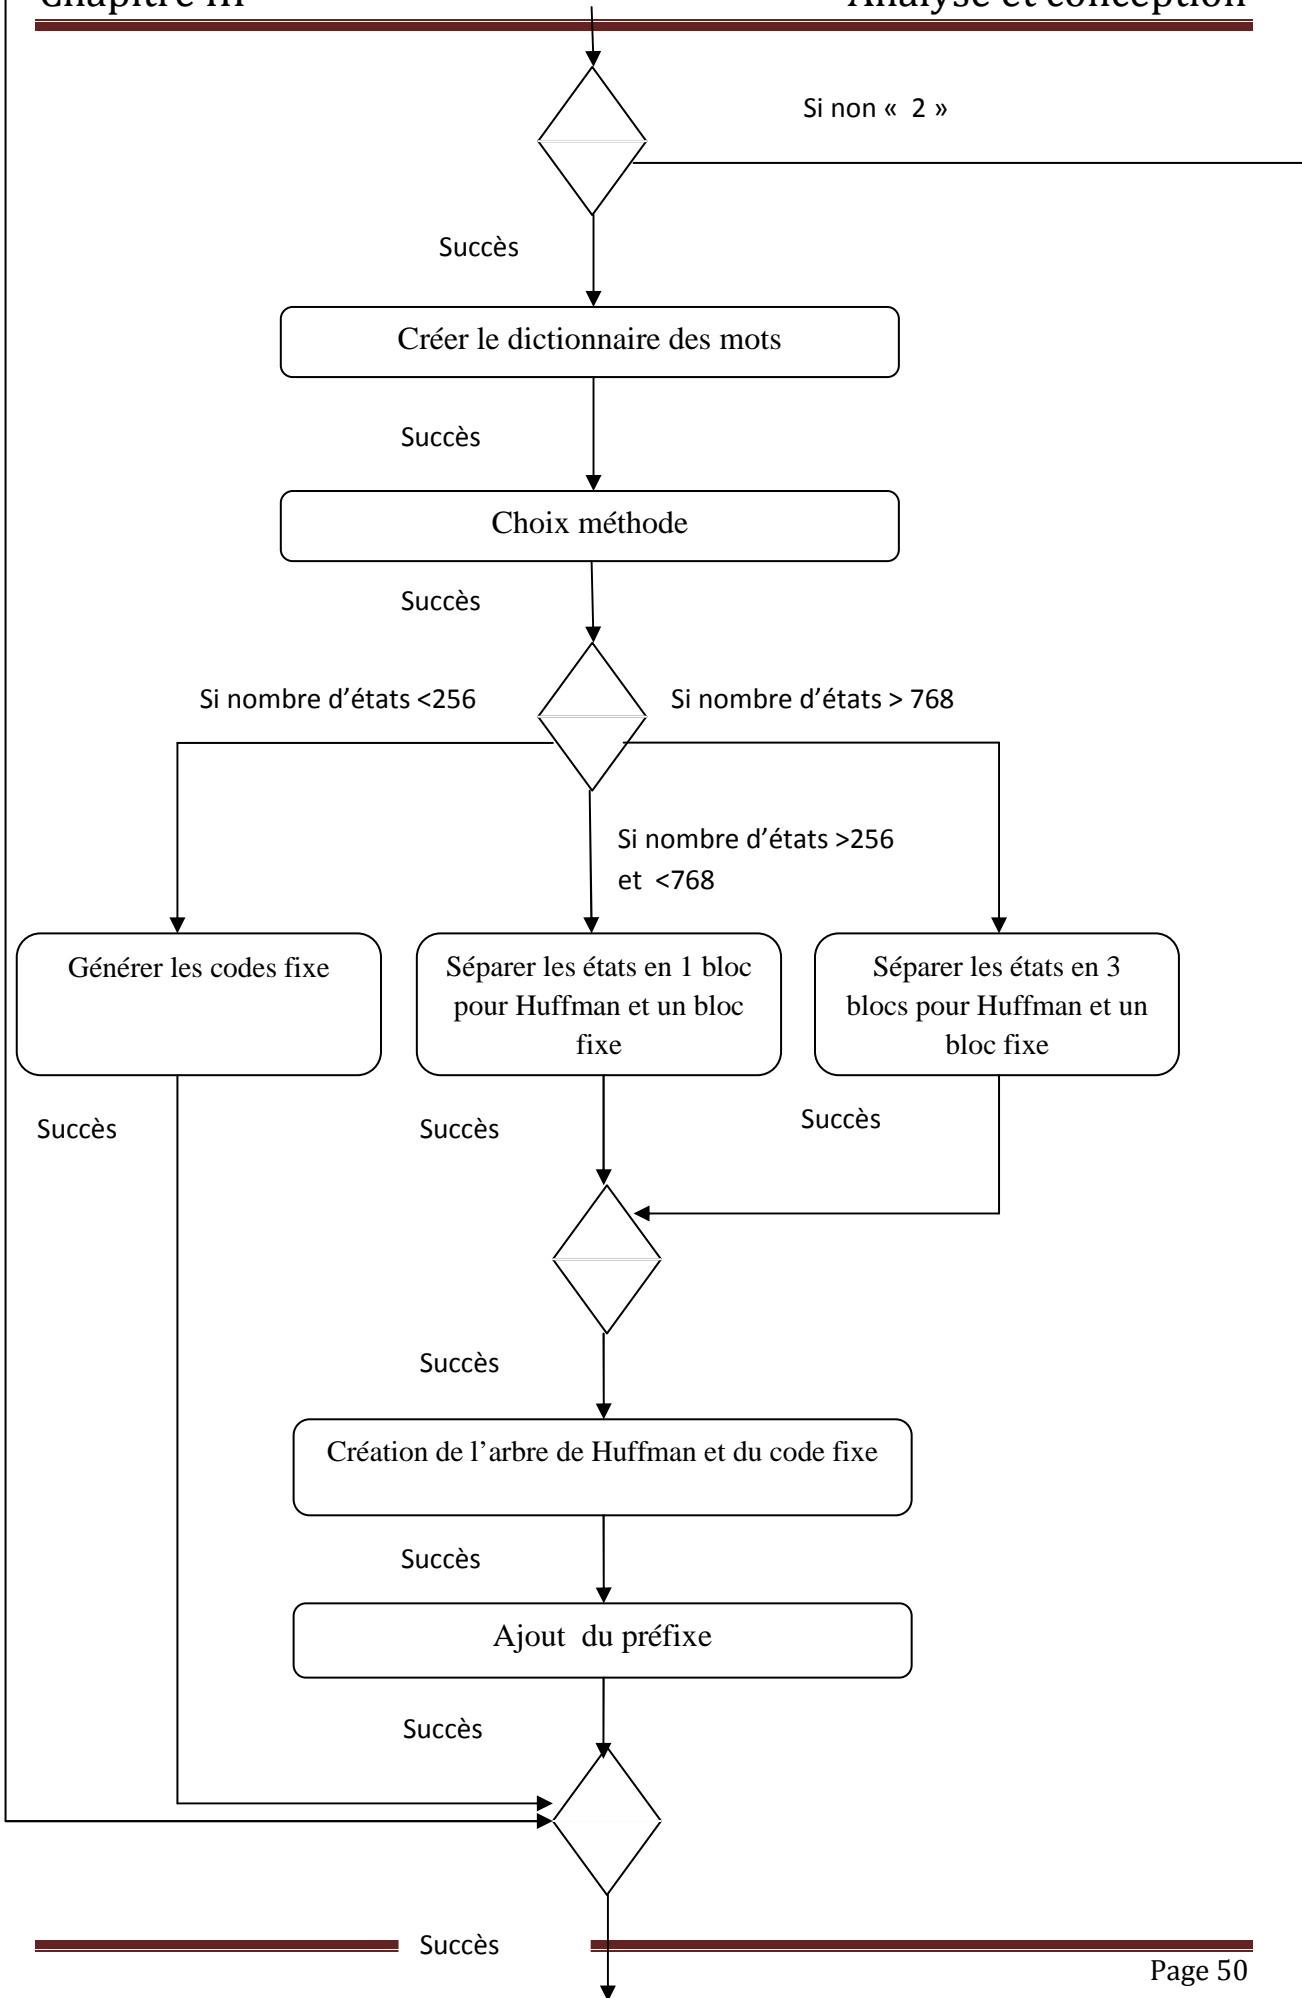 Chapitre III
Analyse et conception
Si non « 2 »
Succès
Créer le dictionnaire des mots
Succès
Choix méthode
Succès
Si nombre d’états <256
Si nombre d’états > 768
Si nombre d’états >256
et <768
Générer les codes fixe
Séparer les états en 1 bloc
pour Huffman et un bloc
fixe
Séparer les états en 3
blocs pour Huffman et un
bloc fixe
Succès
Succès
Succès
Succès
Création de l’arbre de Huffman et du code fixe
Succès
Ajout du préfixe
Succès
Succès
Page 50